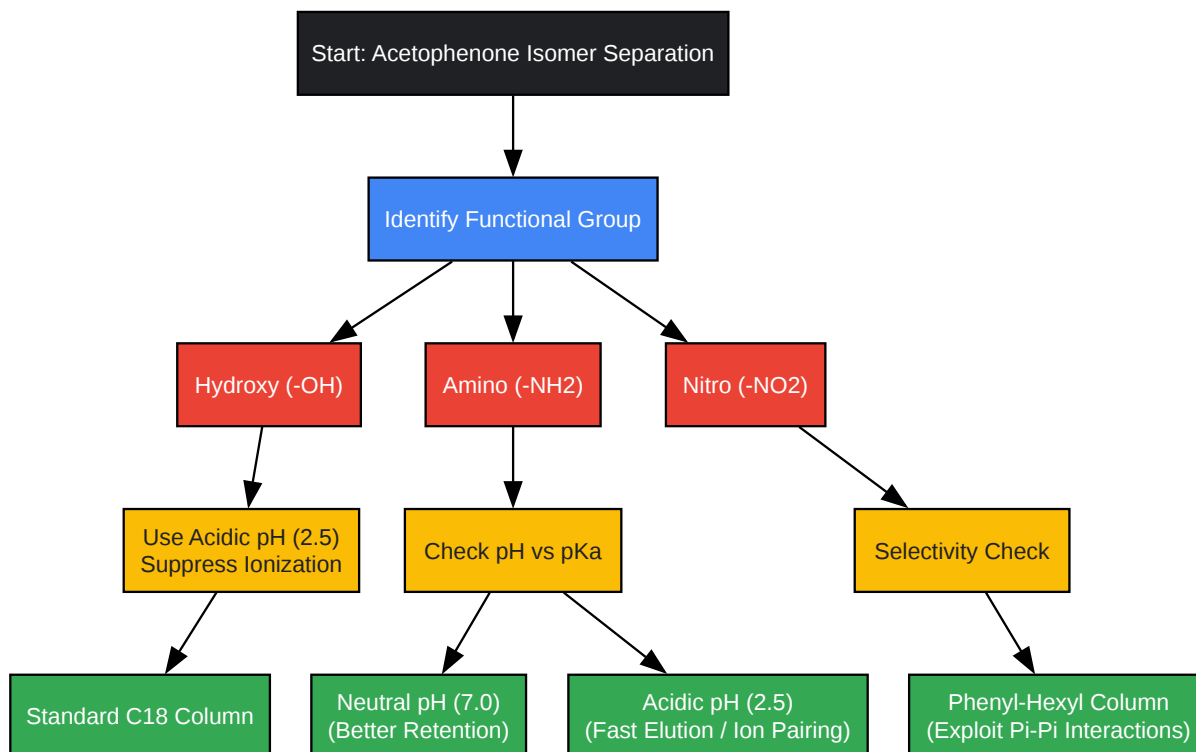 Start: Acetophenone Isomer Separation
Identify Functional Group
Hydroxy (-OH)
Amino (-NH2)
Nitro (-NO2)
Use Acidic pH (2.5)
Suppress Ionization
Check pH vs pKa
Selectivity Check
Standard C18 Column
Neutral pH (7.0)
(Better Retention)
Acidic pH (2.5)
(Fast Elution / Ion Pairing)
Phenyl-Hexyl Column
(Exploit Pi-Pi Interactions)